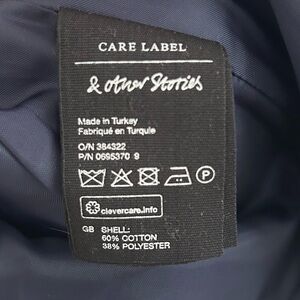 CARE LABEL
& Other Stories
Made in Turkey
Fabriqué en Turquie
O/N 384322
P/N 0695370 9
P
clevercare.info
GB SHELL:
60% COTTON
38% POLYESTER